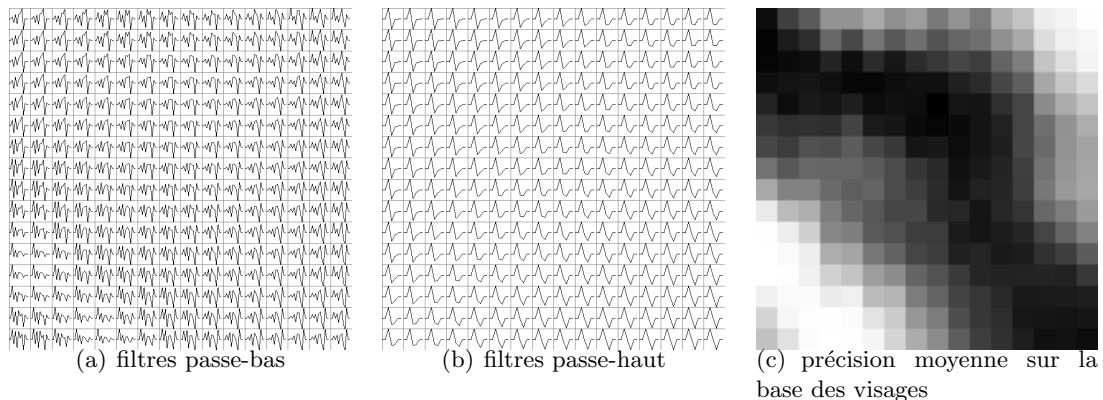 (a) filtres passe-bas
(b) filtres passe-haut
(c) précision moyenne sur la
base des visages